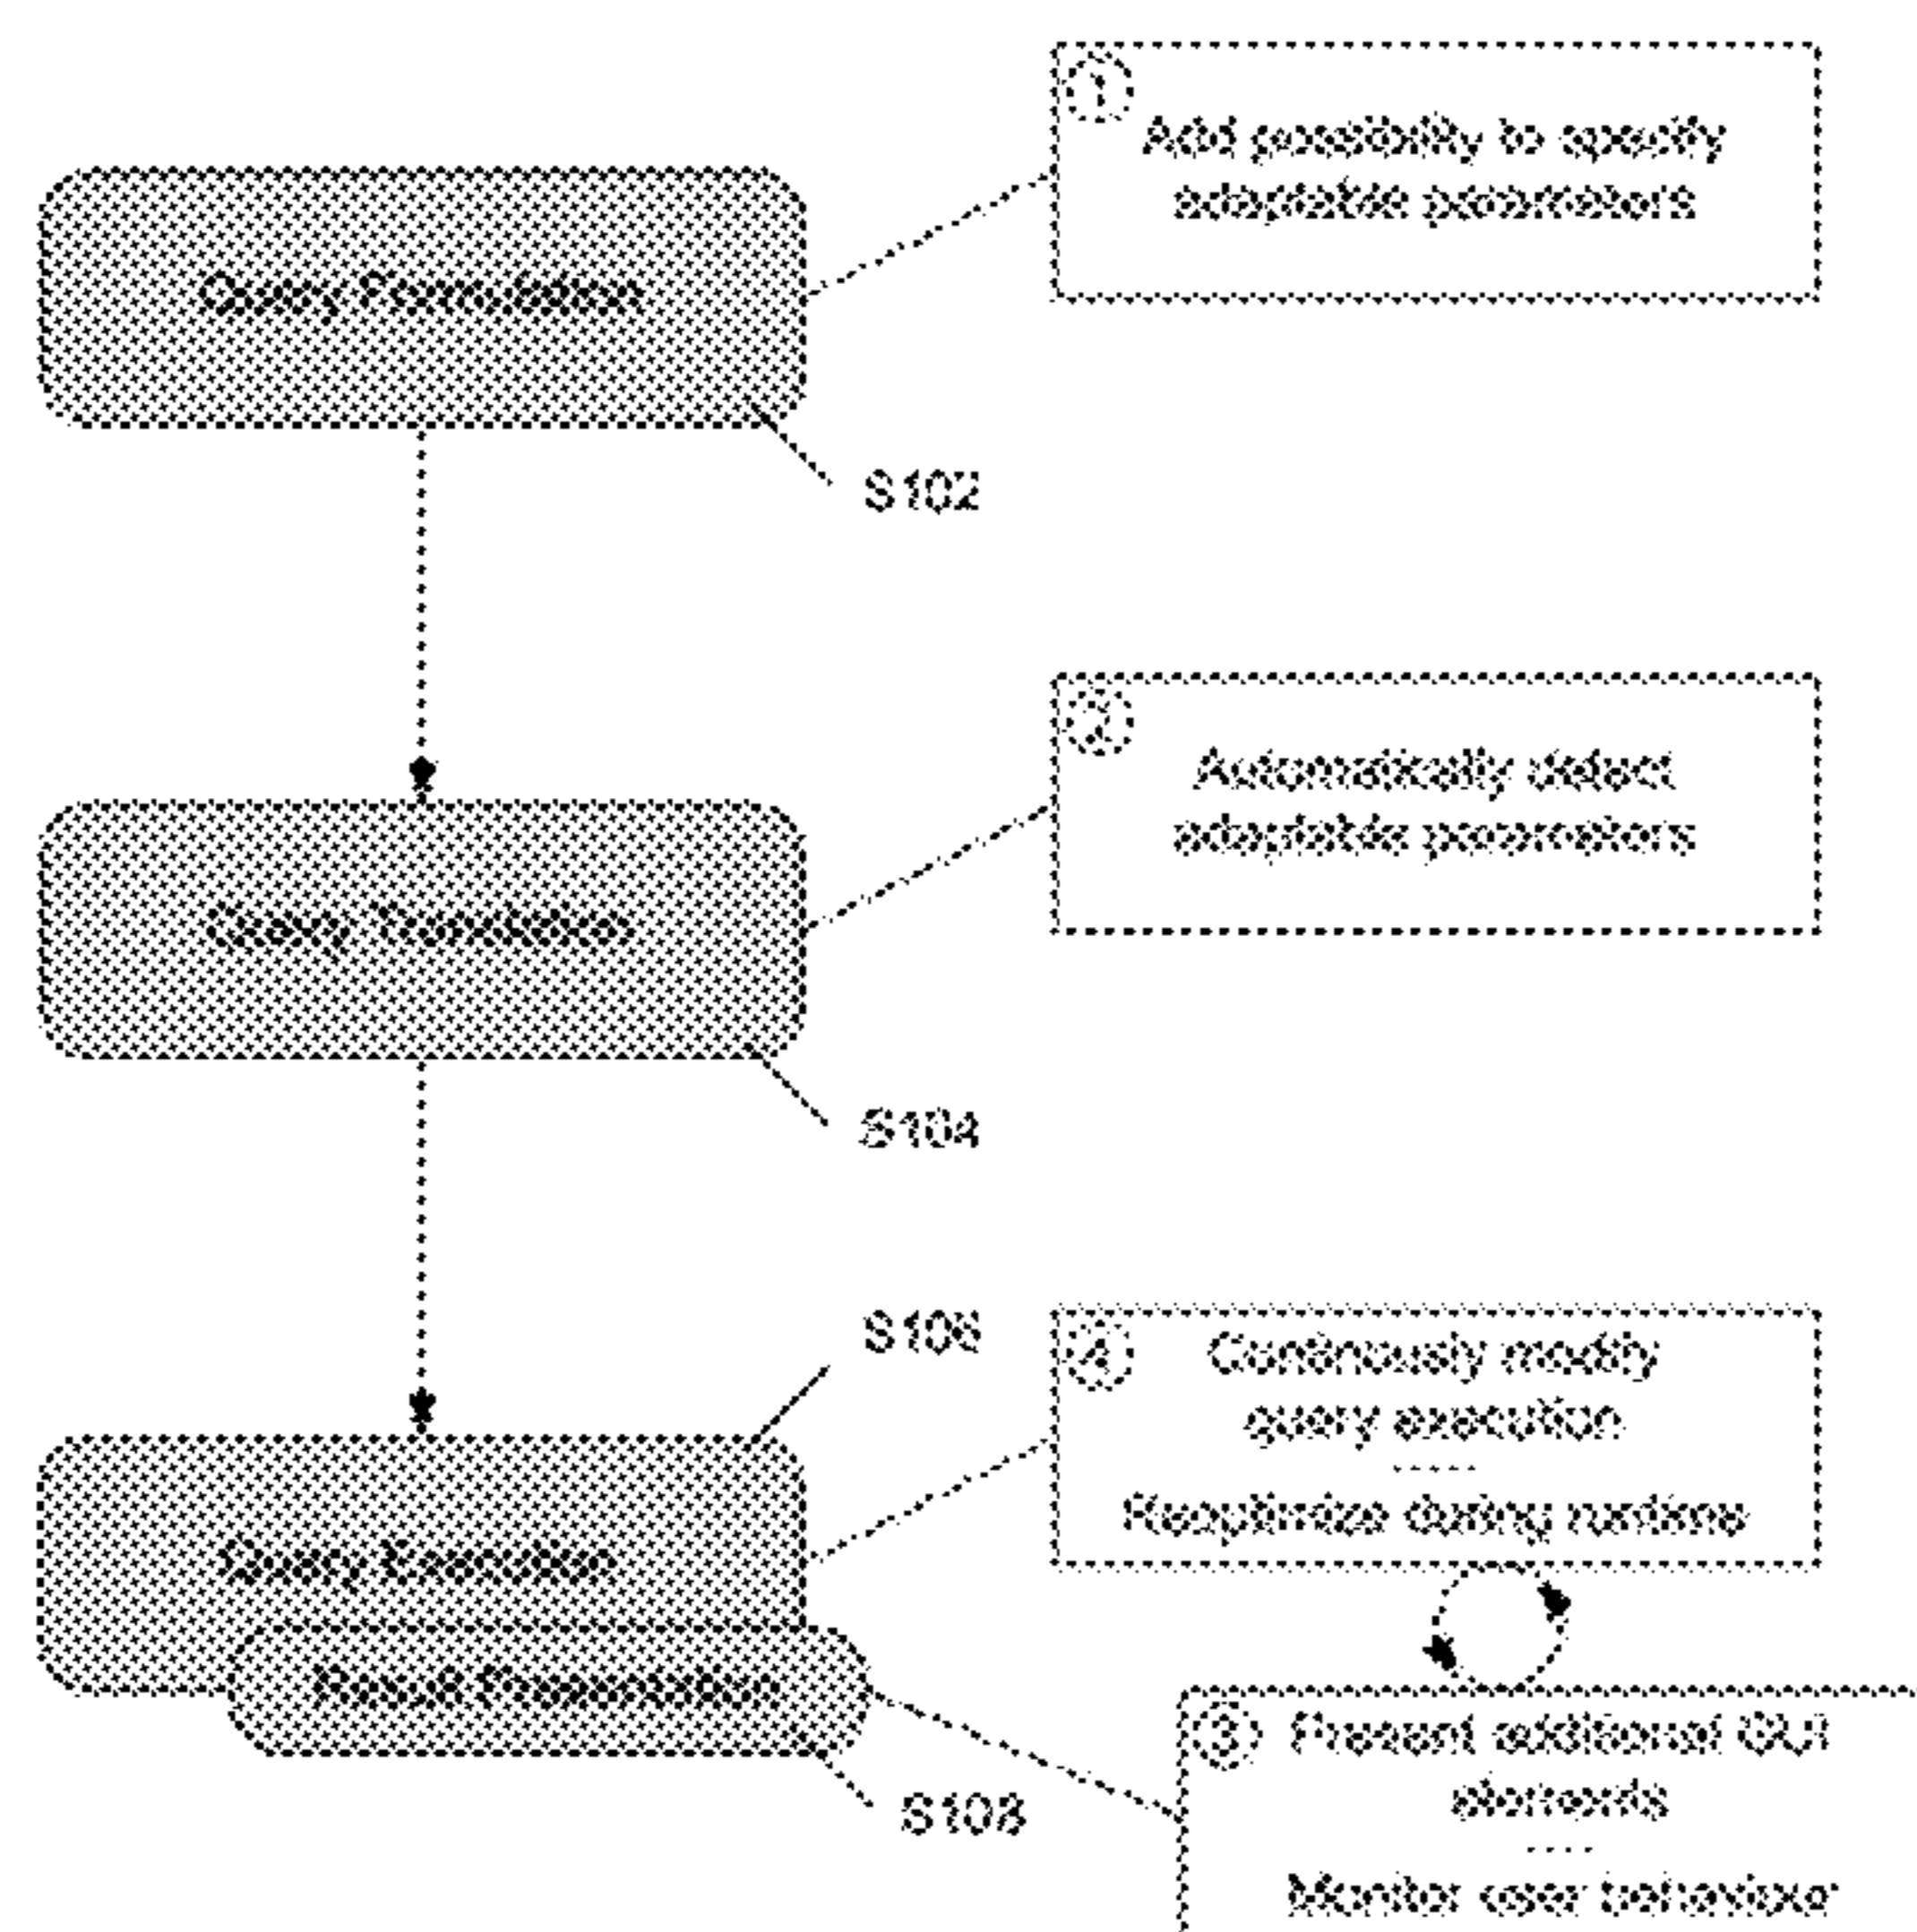 1
Add possibility to specify
adaptable parameters
Query Formulation
S102
2
Automatically detect
adaptable parameters
Query Translation
S104
S106
4
Continously modify
query execution
-----
Reoptimize during runtime
Query Execution
Result Presentation
S108
3
Present additional GUI
elements
----
Monitor user behaviour